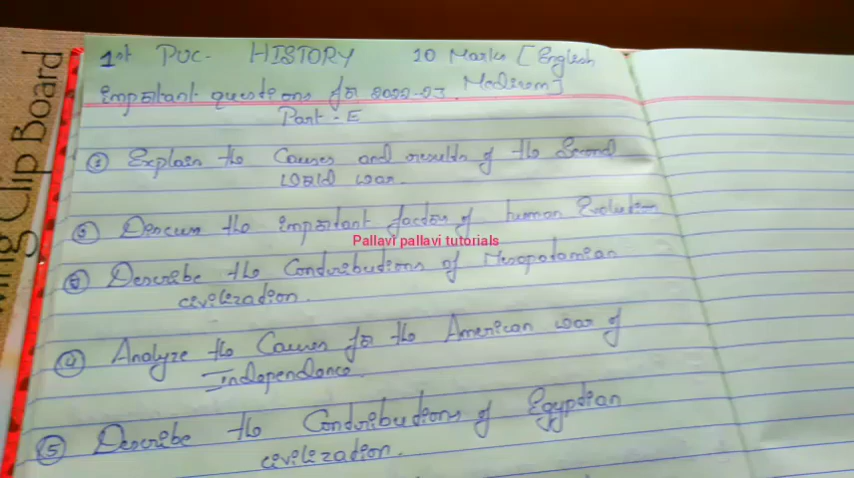 1st PUC- HISTORY 10 Marks [English
Important questions for 2022-23. Medium]
Part - E
① Explain the Causes and results of the Second
World war.
② Discuss the important factors of human Evolution
Pallavi pallavi tutorials
③ Describe the Contributions of Mesopotamian
civilization.
④ Analyze the Causes for the American war of
Independence.
⑤ Describe the Contributions of Egyptian
civilization.
Clip Board